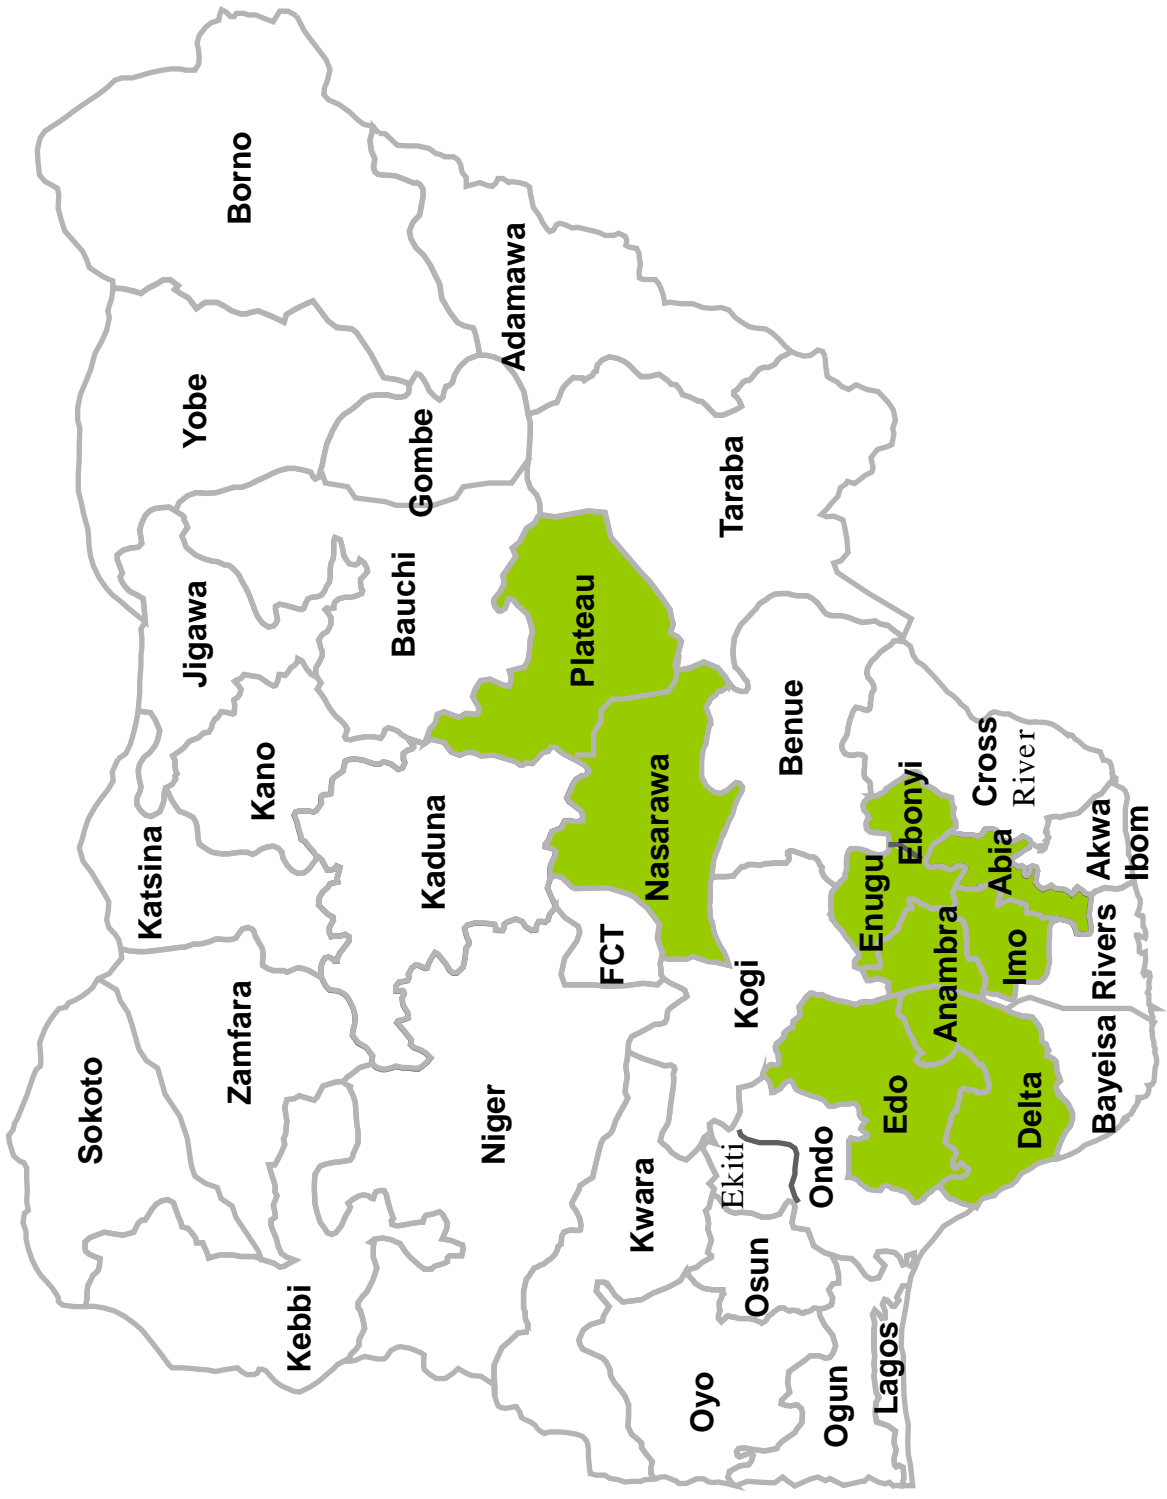 Sokoto
Katsina
Jigawa
Yobe
Borno
Zamfara
Kano
Kebbi
Bauchi
Gombe
Kaduna
Adamawa
Niger
Plateau
FCT
Nasarawa
Kwara
Taraba
Oyo
Ekiti
Kogi
Osun
Benue
Ondo
Ogun
Lagos
Edo
Enugu
Ebonyi
Anambra
Cross
River
Delta
Imo
Abia
Bayeisa
Rivers
Akwa
Ibom